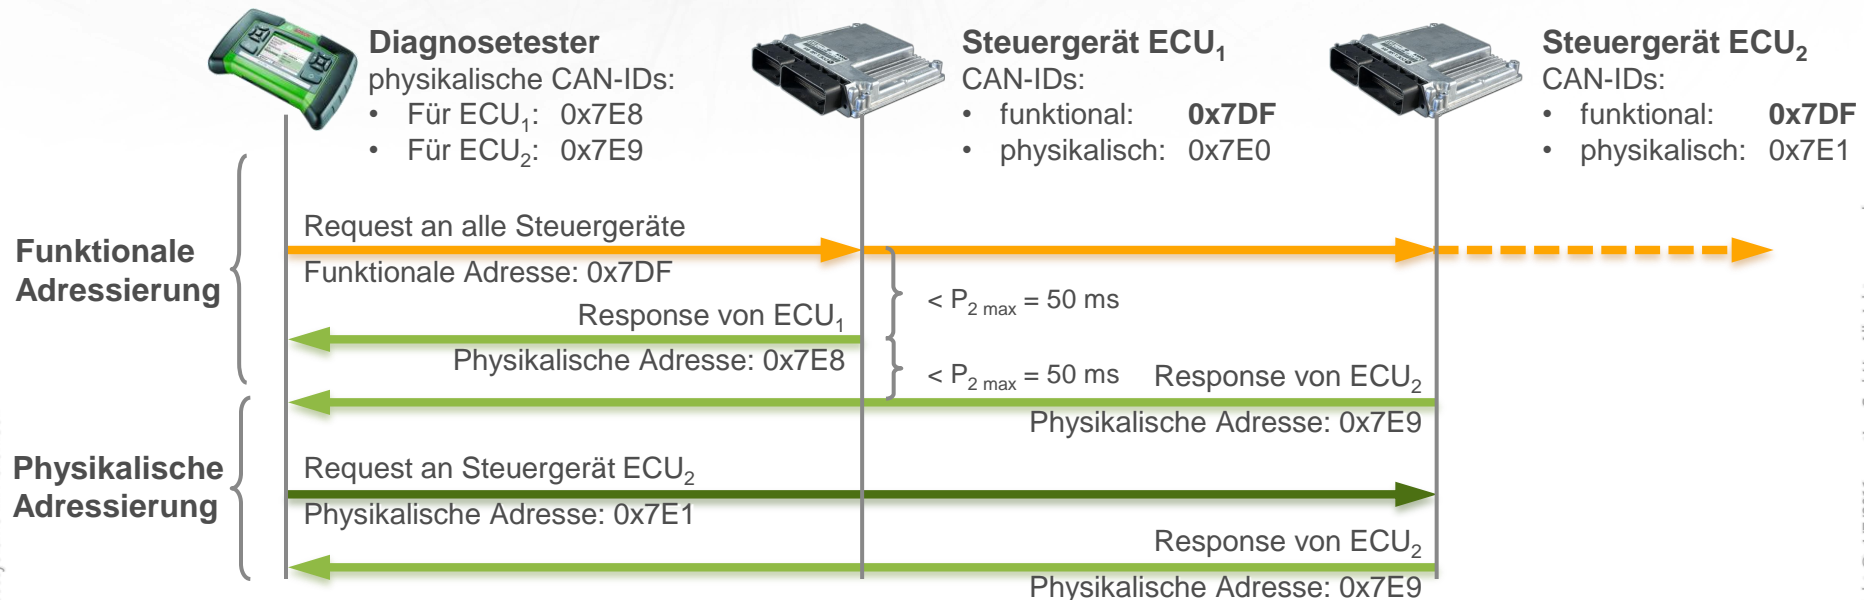 Diagnosetester
physikalische CAN-IDs:
• Für ECU₁: 0x7E8
• Für ECU₂: 0x7E9
Steuergerät ECU₁
CAN-IDs:
• funktional: 0x7DF
• physikalisch: 0x7E0
Steuergerät ECU₂
CAN-IDs:
• funktional: 0x7DF
• physikalisch: 0x7E1
Funktionale
Adressierung
Request an alle Steuergeräte
Funktionale Adresse: 0x7DF
< P₂ max = 50 ms
Response von ECU₁
Physikalische Adresse: 0x7E8
< P₂ max = 50 ms
Response von ECU₂
Physikalische Adresse: 0x7E9
Physikalische
Adressierung
Request an Steuergerät ECU₂
Physikalische Adresse: 0x7E1
Response von ECU₂
Physikalische Adresse: 0x7E9